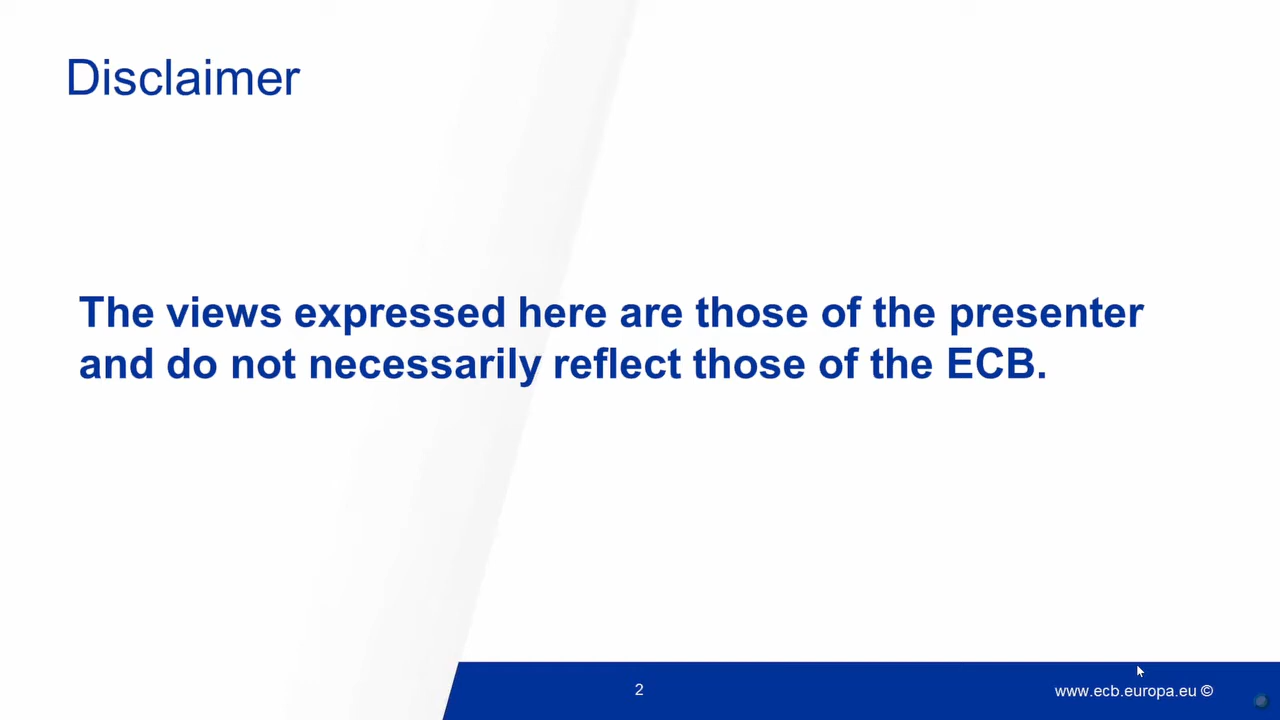 Disclaimer
The views expressed here are those of the presenter
and do not necessarily reflect those of the ECB.
2
www.ecb.europa.eu ©